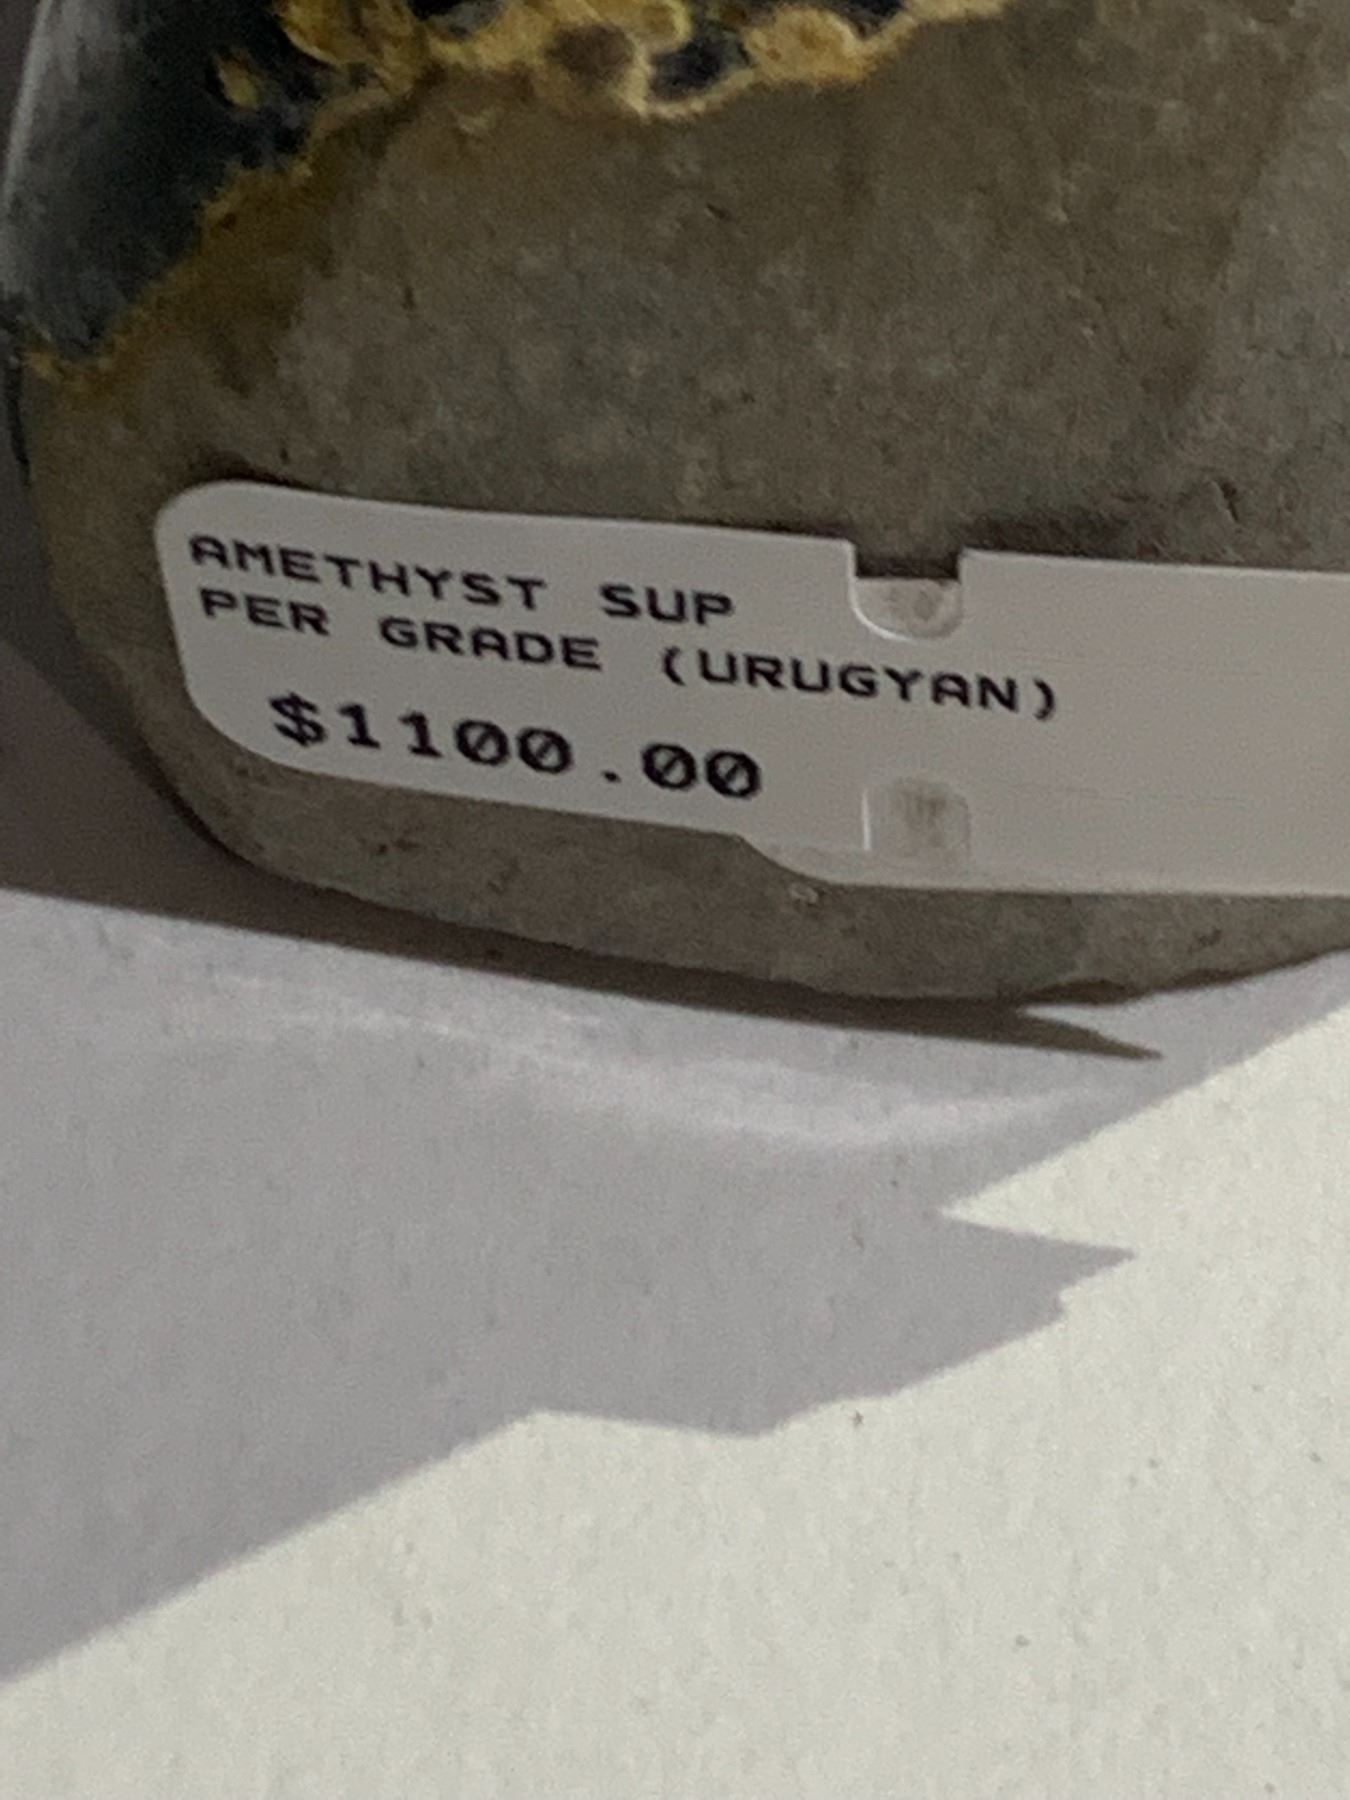 AMETHYST SUP
PER GRADE (URUGYAN)
$1100.00